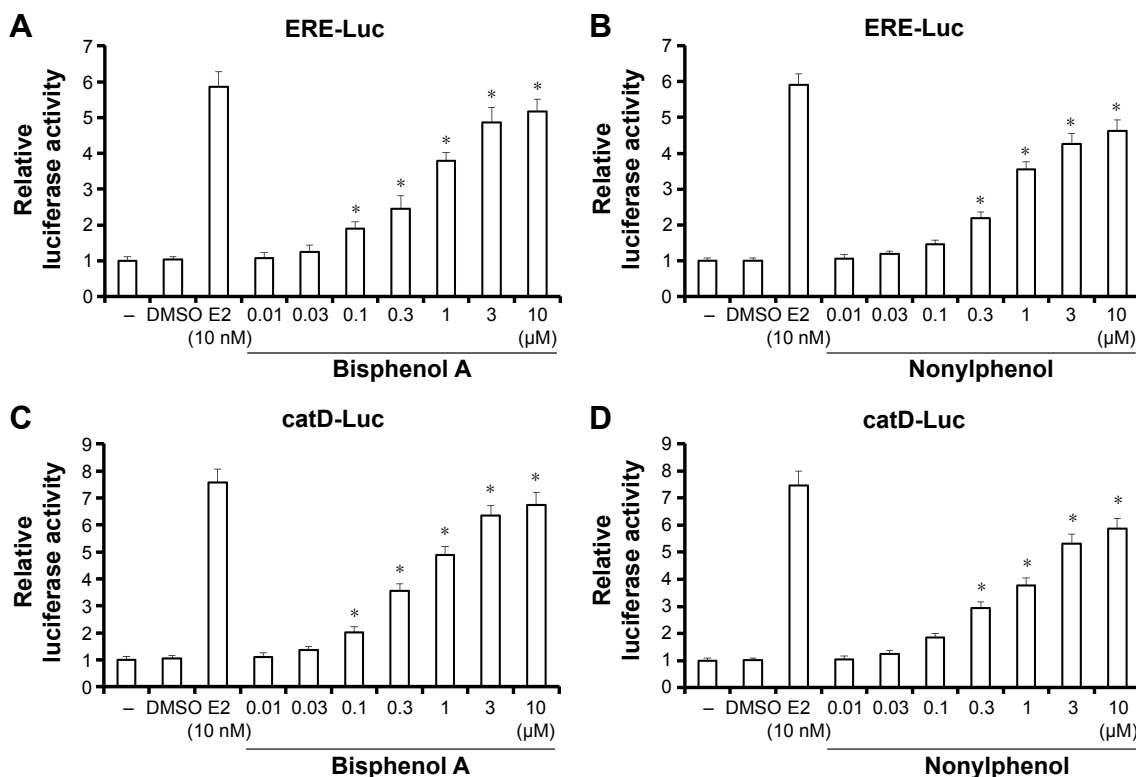 A
ERE-Luc
Relative
luciferase activity
7
6
5
4
3
2
1
0
*
*
*
*
*
– DMSO E2 0.01 0.03 0.1 0.3 1 3 10
(10 nM) (µM)
Bisphenol A
B
ERE-Luc
Relative
luciferase activity
7
6
5
4
3
2
1
0
*
*
*
*
– DMSO E2 0.01 0.03 0.1 0.3 1 3 10
(10 nM) (µM)
Nonylphenol
C
catD-Luc
Relative
luciferase activity
9
8
7
6
5
4
3
2
1
0
*
*
*
*
*
– DMSO E2 0.01 0.03 0.1 0.3 1 3 10
(10 nM) (µM)
Bisphenol A
D
catD-Luc
Relative
luciferase activity
9
8
7
6
5
4
3
2
1
0
*
*
*
*
– DMSO E2 0.01 0.03 0.1 0.3 1 3 10
(10 nM) (µM)
Nonylphenol